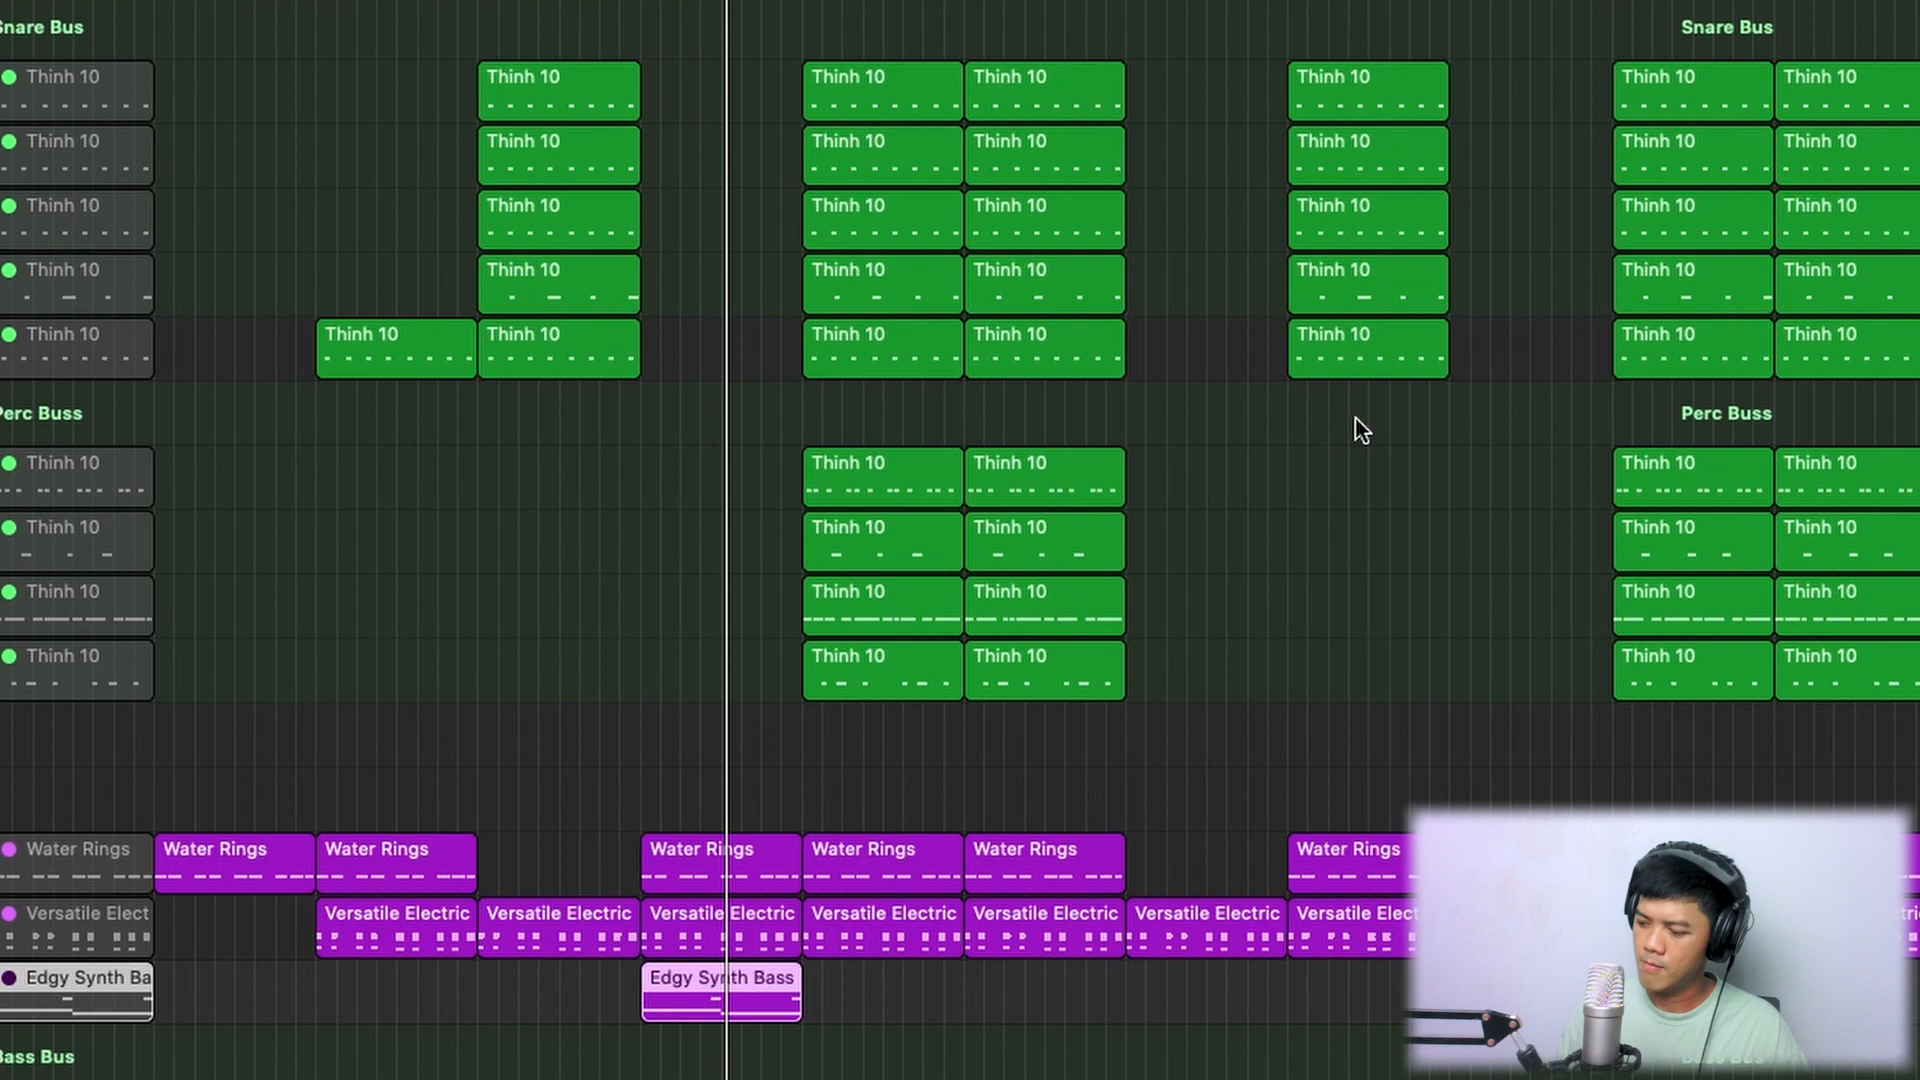 Snare Bus Snare Bus
Thinh 10 Thinh 10 Thinh 10 Thinh 10 Thinh 10 Thinh 10 Thinh 10
Thinh 10 Thinh 10 Thinh 10 Thinh 10 Thinh 10 Thinh 10 Thinh 10
Thinh 10 Thinh 10 Thinh 10 Thinh 10 Thinh 10 Thinh 10 Thinh 10
Thinh 10 Thinh 10 Thinh 10 Thinh 10 Thinh 10 Thinh 10 Thinh 10
Thinh 10 Thinh 10 Thinh 10 Thinh 10 Thinh 10 Thinh 10 Thinh 10 Thinh 10
Perc Buss Perc Buss
Thinh 10 Thinh 10 Thinh 10 Thinh 10 Thinh 10
Thinh 10 Thinh 10 Thinh 10 Thinh 10 Thinh 10
Thinh 10 Thinh 10 Thinh 10 Thinh 10 Thinh 10
Thinh 10 Thinh 10 Thinh 10 Thinh 10 Thinh 10
Water Rings Water Rings Water Rings Water Rings Water Rings Water Rings Water Rings
Versatile Elect Versatile Electric Versatile Electric Versatile Electric Versatile Electric Versatile Electric Versatile Electric Versatile Elect
Edgy Synth Ba Edgy Synth Bass
Bass Bus Bass Bus